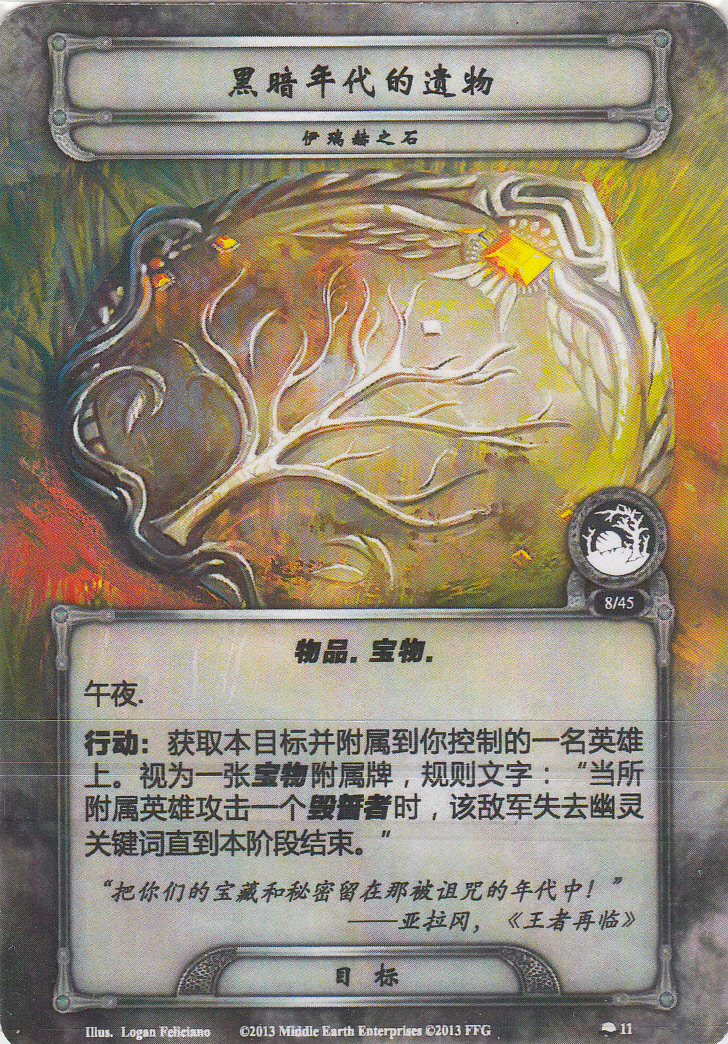 黑暗年代的遗物
伊瑞赫之石
8/45
物品. 宝物.
午夜.
行动：获取本目标并附属到你控制的一名英雄
上。视为一张宝物附属牌，规则文字：“当所
附属英雄攻击一个毁誓者时，该敌军失去幽灵
关键词直到本阶段结束。”
“把你们的宝藏和秘密留在那被诅咒的年代中！”
——亚拉冈，《王者再临》
目 标
Illus. Logan Feliciano ©2013 Middle Earth Enterprises ©2013 FFG 11